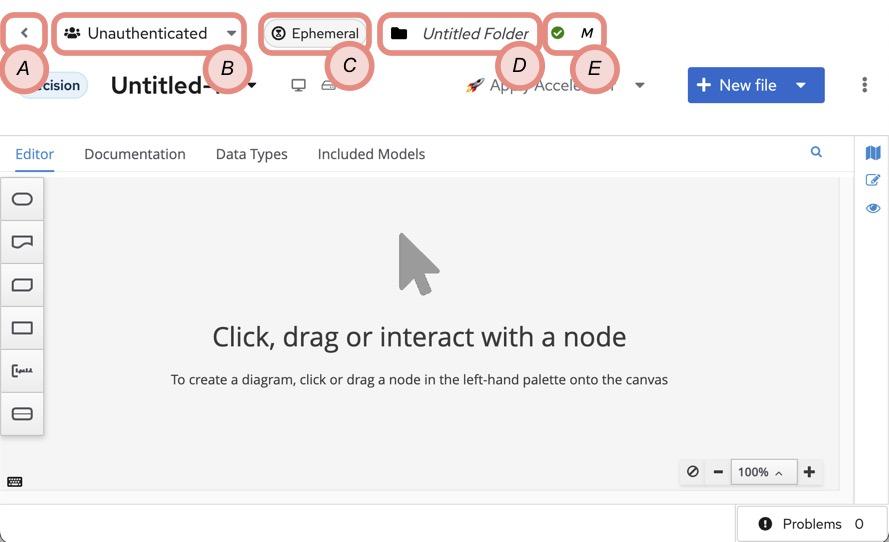 Unauthenticated
Ephemeral
Untitled Folder
M
A
B
C
D
E
cision
Untitled-
Apply Accele
New file
Editor
Documentation
Data Types
Included Models
Click, drag or interact with a node
To create a diagram, click or drag a node in the left-hand palette onto the canvas
100%
Problems 0